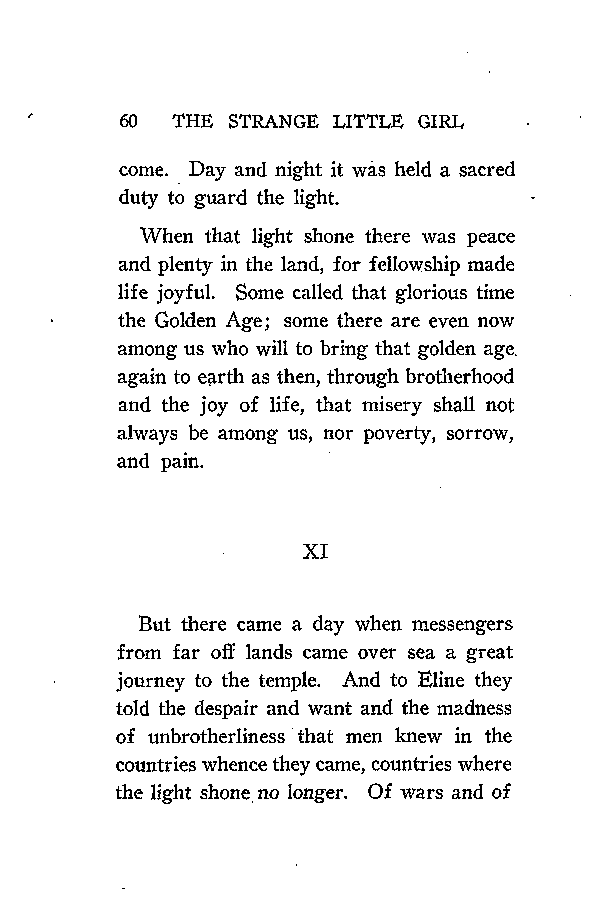 60 THE STRANGE LITTLE GIRL
come. Day and night it was held a sacred
duty to guard the light.
When that light shone there was peace
and plenty in the land, for fellowship made
life joyful. Some called that glorious time
the Golden Age; some there are even now
among us who will to bring that golden age
again to earth as then, through brotherhood
and the joy of life, that misery shall not
always be among us, nor poverty, sorrow,
and pain.
XI
But there came a day when messengers
from far off lands came over sea a great
journey to the temple. And to Eline they
told the despair and want and the madness
of unbrotherliness that men knew in the
countries whence they came, countries where
the light shone no longer. Of wars and of